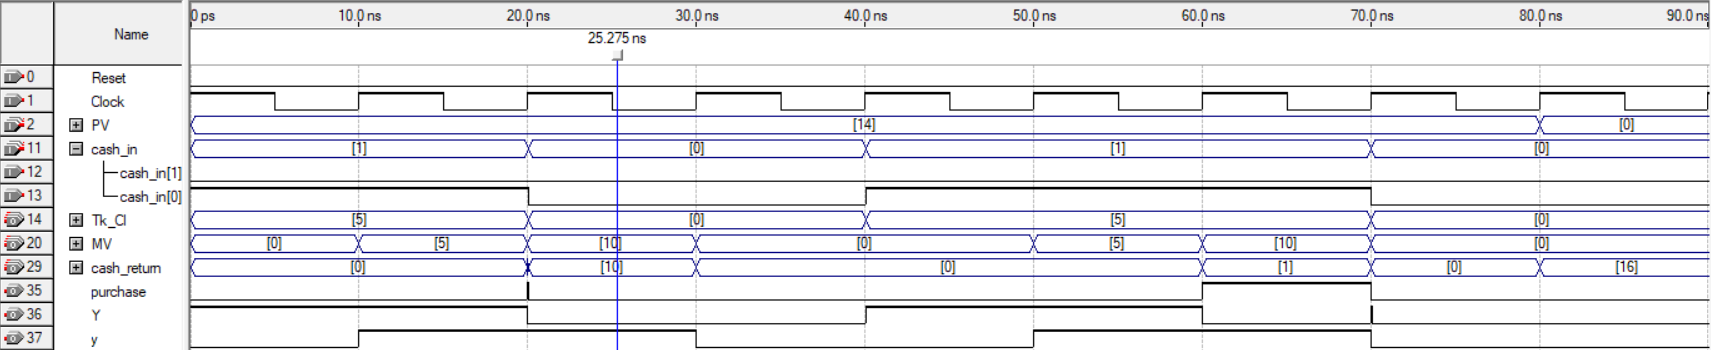 Name
0 ps 10.0 ns 20.0 ns 30.0 ns 40.0 ns 50.0 ns 60.0 ns 70.0 ns 80.0 ns 90.0 ns
25.275 ns
0 Reset
1 Clock
2 PV [14] [0]
11 cash_in [1] [0] [1] [0]
12 cash_in[1]
13 cash_in[0]
14 Tk_Cl [5] [0] [5] [0]
20 MV [0] [5] [10] [0] [5] [10] [0]
29 cash_return [0] [10] [0] [1] [0] [16]
35 purchase
36 Y
37 y